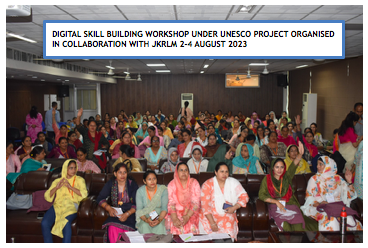 DIGITAL SKILL BUILDING WORKSHOP UNDER UNESCO PROJECT ORGANISED
IN COLLABORATION WITH JKRLM 2-4 AUGUST 2023